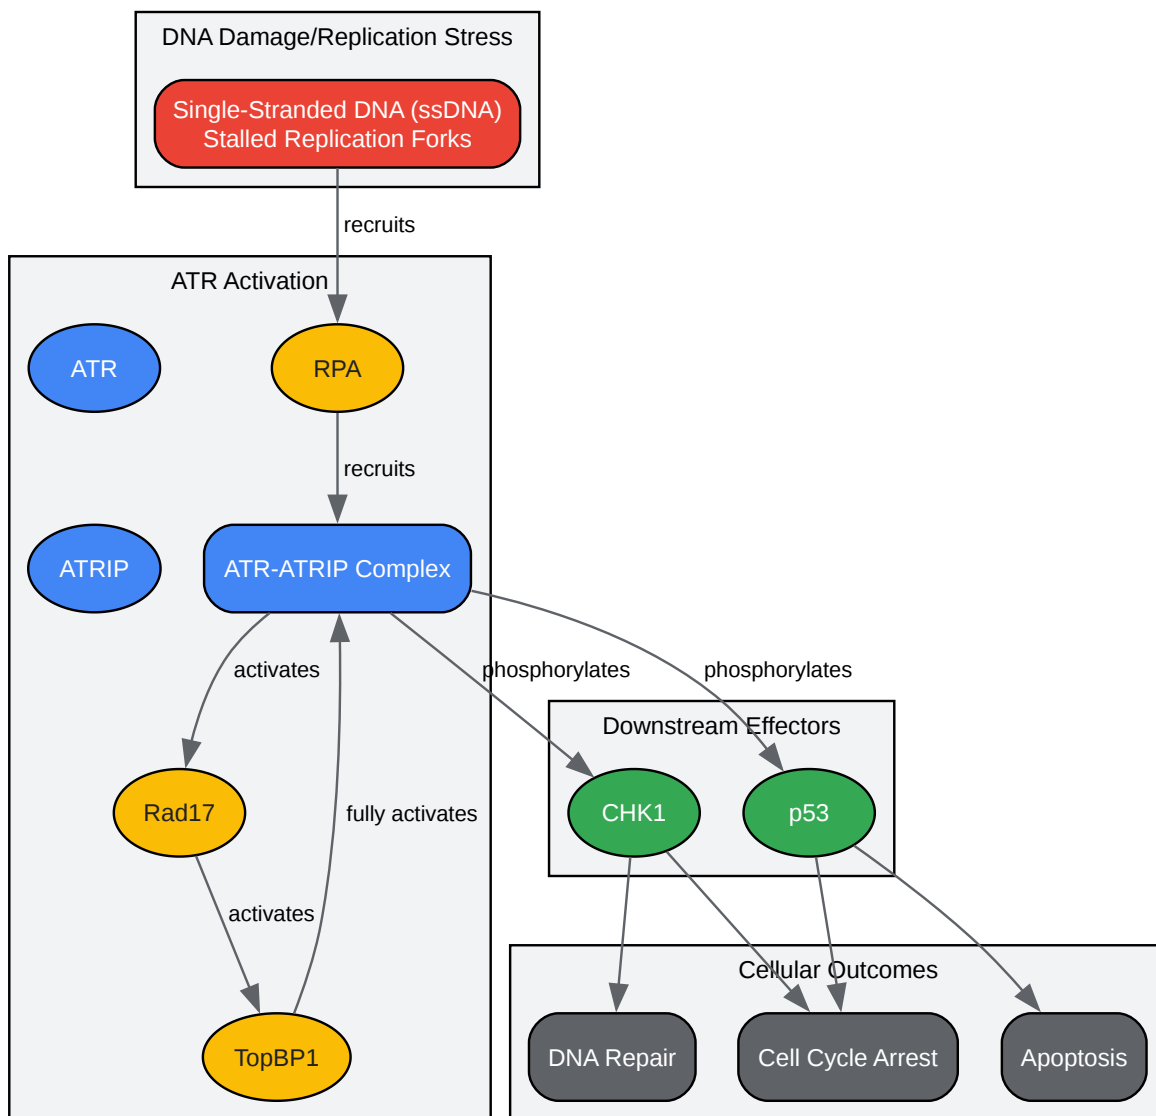 DNA Damage/Replication Stress
Single-Stranded DNA (ssDNA)
Stalled Replication Forks
recruits
ATR Activation
ATR
RPA
recruits
ATRIP
ATR-ATRIP Complex
activates
phosphorylates
phosphorylates
Downstream Effectors
Rad17
fully activates
CHK1
p53
activates
Cellular Outcomes
TopBP1
DNA Repair
Cell Cycle Arrest
Apoptosis